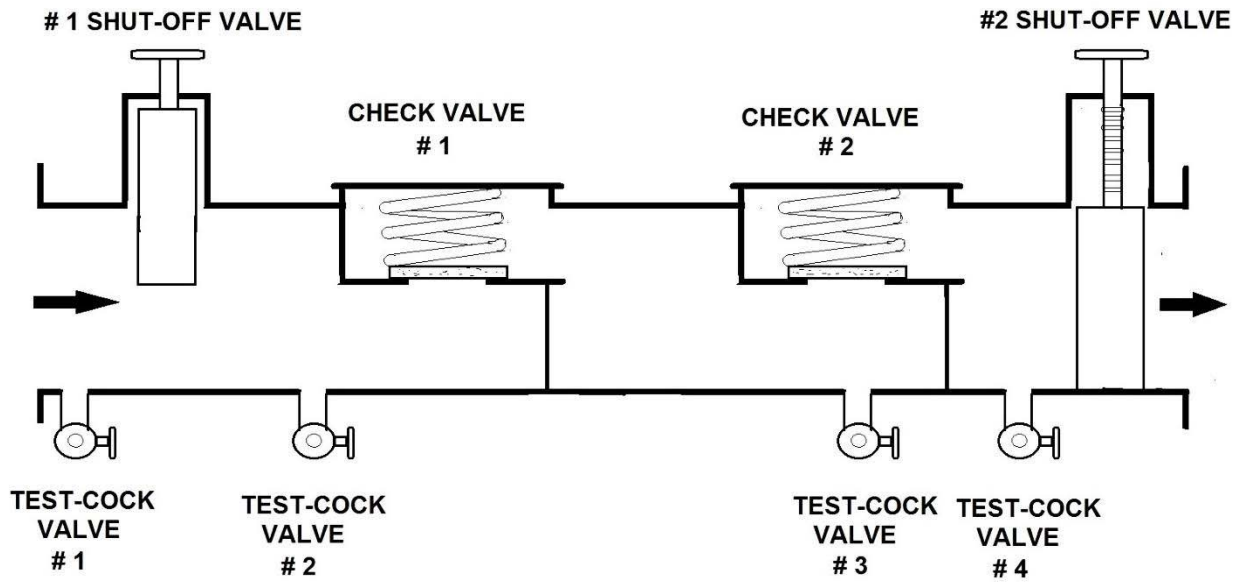 # 1 SHUT-OFF VALVE
#2 SHUT-OFF VALVE
CHECK VALVE
# 1
CHECK VALVE
# 2
TEST-COCK
VALVE
# 1
TEST-COCK
VALVE
# 2
TEST-COCK
VALVE
# 3
TEST-COCK
VALVE
# 4